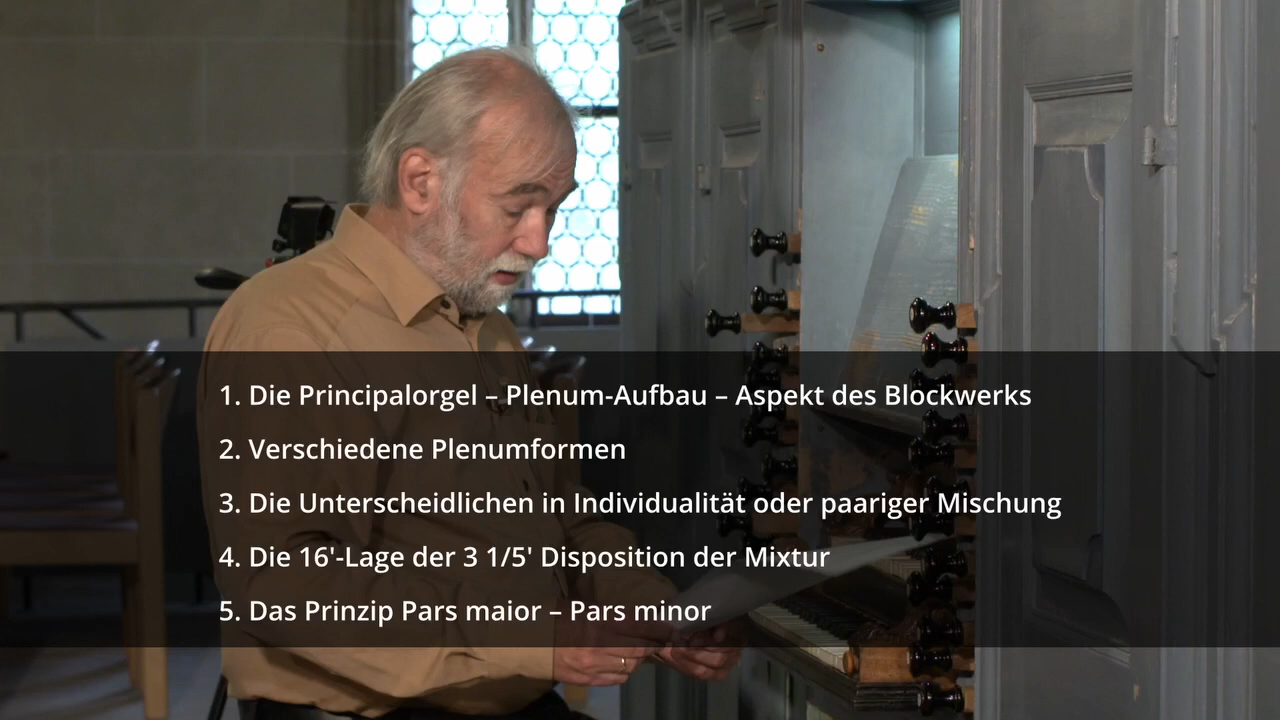 1. Die Principalorgel – Plenum-Aufbau – Aspekt des Blockwerks
2. Verschiedene Plenumformen
3. Die Unterscheidlichen in Individualität oder paariger Mischung
4. Die 16'-Lage der 3 1/5' Disposition der Mixtur
5. Das Prinzip Pars maior – Pars minor